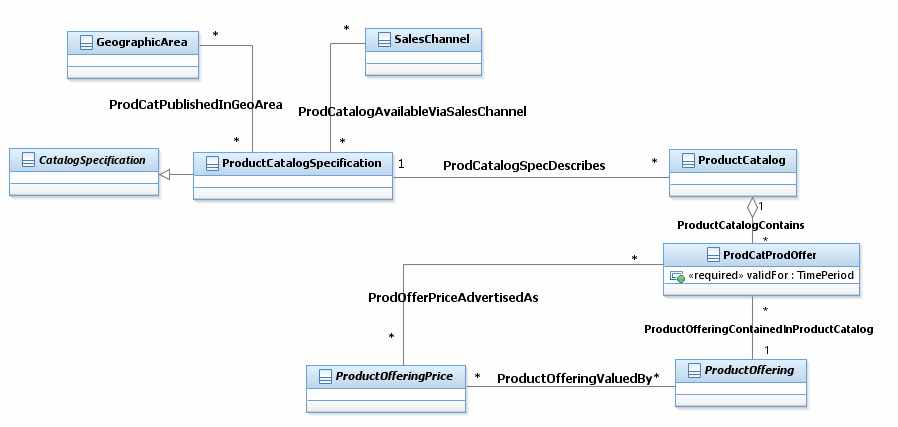 GeographicArea
*
* SalesChannel
ProdCatPublishedInGeoArea
ProdCatalogAvailableViaSalesChannel
*
*
CatalogSpecification
ProductCatalogSpecification
1
ProdCatalogSpecDescribes
*
ProductCatalog
1
ProductCatalogContains
*
ProdCatProdOffer
«required» validFor : TimePeriod
*
ProdOfferPriceAdvertisedAs
*
*
ProductOfferingContainedInProductCatalog
1
ProductOfferingPrice
*
ProductOfferingValuedBy*
ProductOffering